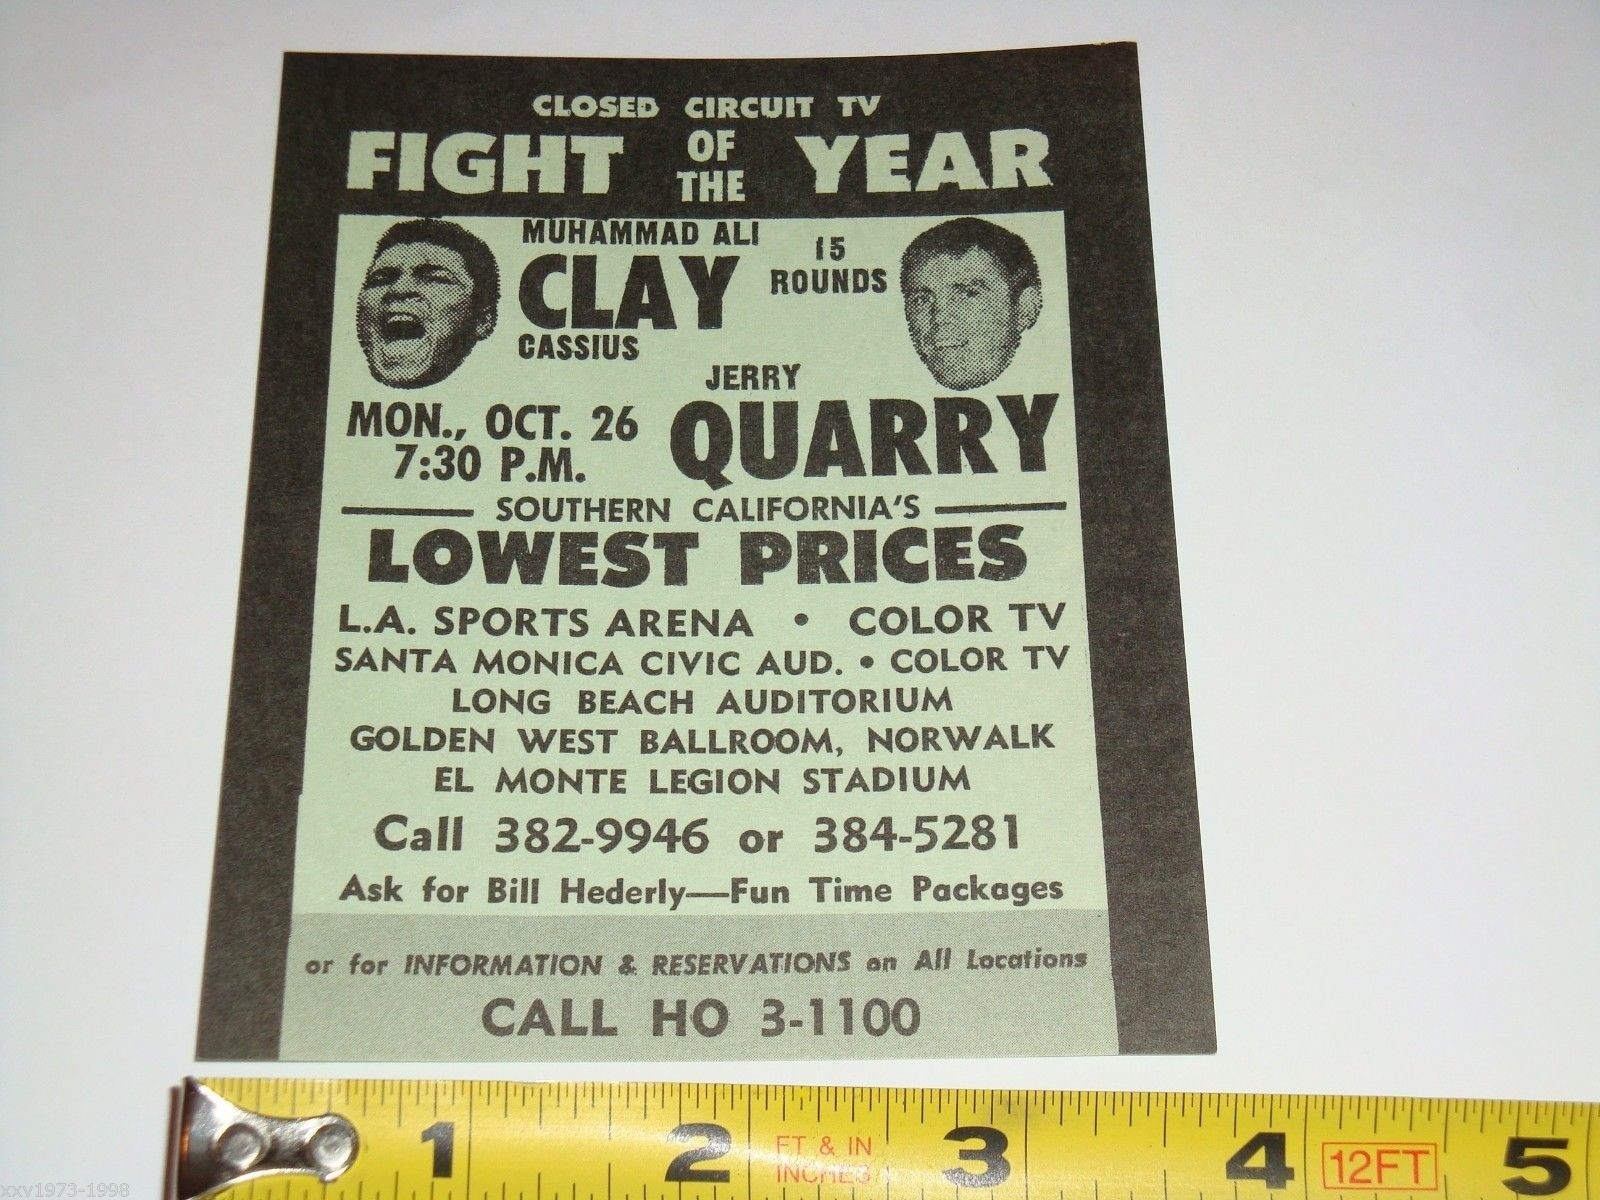 CLOSED CIRCUIT TV
FIGHT OF THE YEAR
MUHAMMAD ALI
CLAY
CASSIUS
15
ROUNDS
JERRY
QUARRY
MON., OCT. 26
7:30 P.M.
SOUTHERN CALIFORNIA'S
LOWEST PRICES
L.A. SPORTS ARENA • COLOR TV
SANTA MONICA CIVIC AUD. • COLOR TV
LONG BEACH AUDITORIUM
GOLDEN WEST BALLROOM, NORWALK
EL MONTE LEGION STADIUM
Call 382-9946 or 384-5281
Ask for Bill Hederly—Fun Time Packages
or for INFORMATION & RESERVATIONS on All Locations
CALL HO 3-1100
1 2 FT & IN 3 4 12FT 5
INCHES
xxv1973-1998